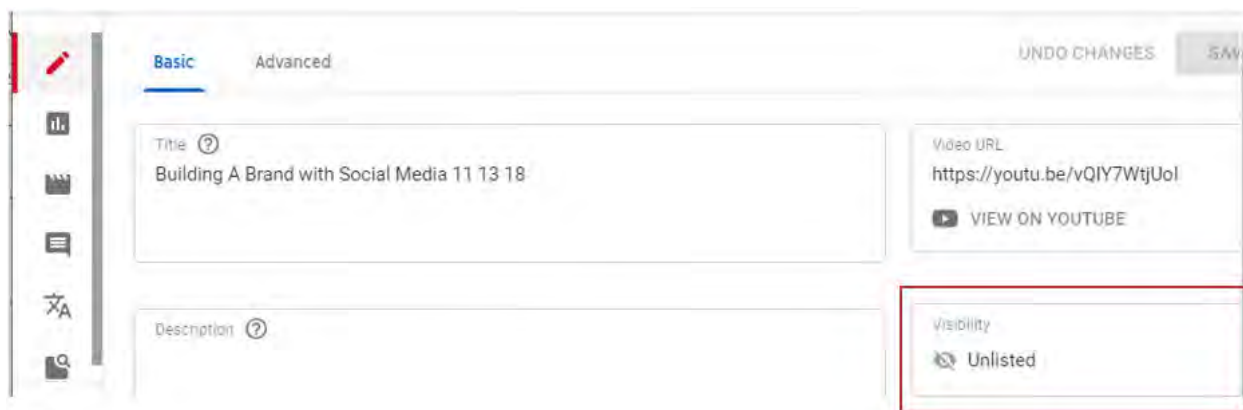 Basic
Advanced
UNDO CHANGES
Title
Building A Brand with Social Media 11 13 18
Video URL
https://youtu.be/vQIY7WtjUoI
VIEW ON YOUTUBE
Description
Visibility
Unlisted